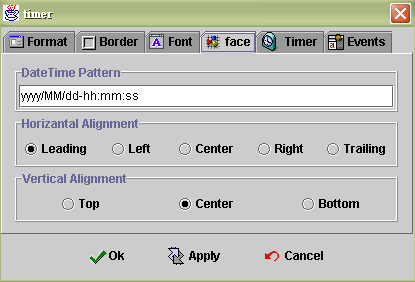 timer
Format Border Font face Timer Events
DateTime Pattern
yyyy/MM/dd-hh:mm:ss
Horizantal Alignment
Leading Left Center Right Trailing
Vertical Alignment
Top Center Bottom
Ok Apply Cancel